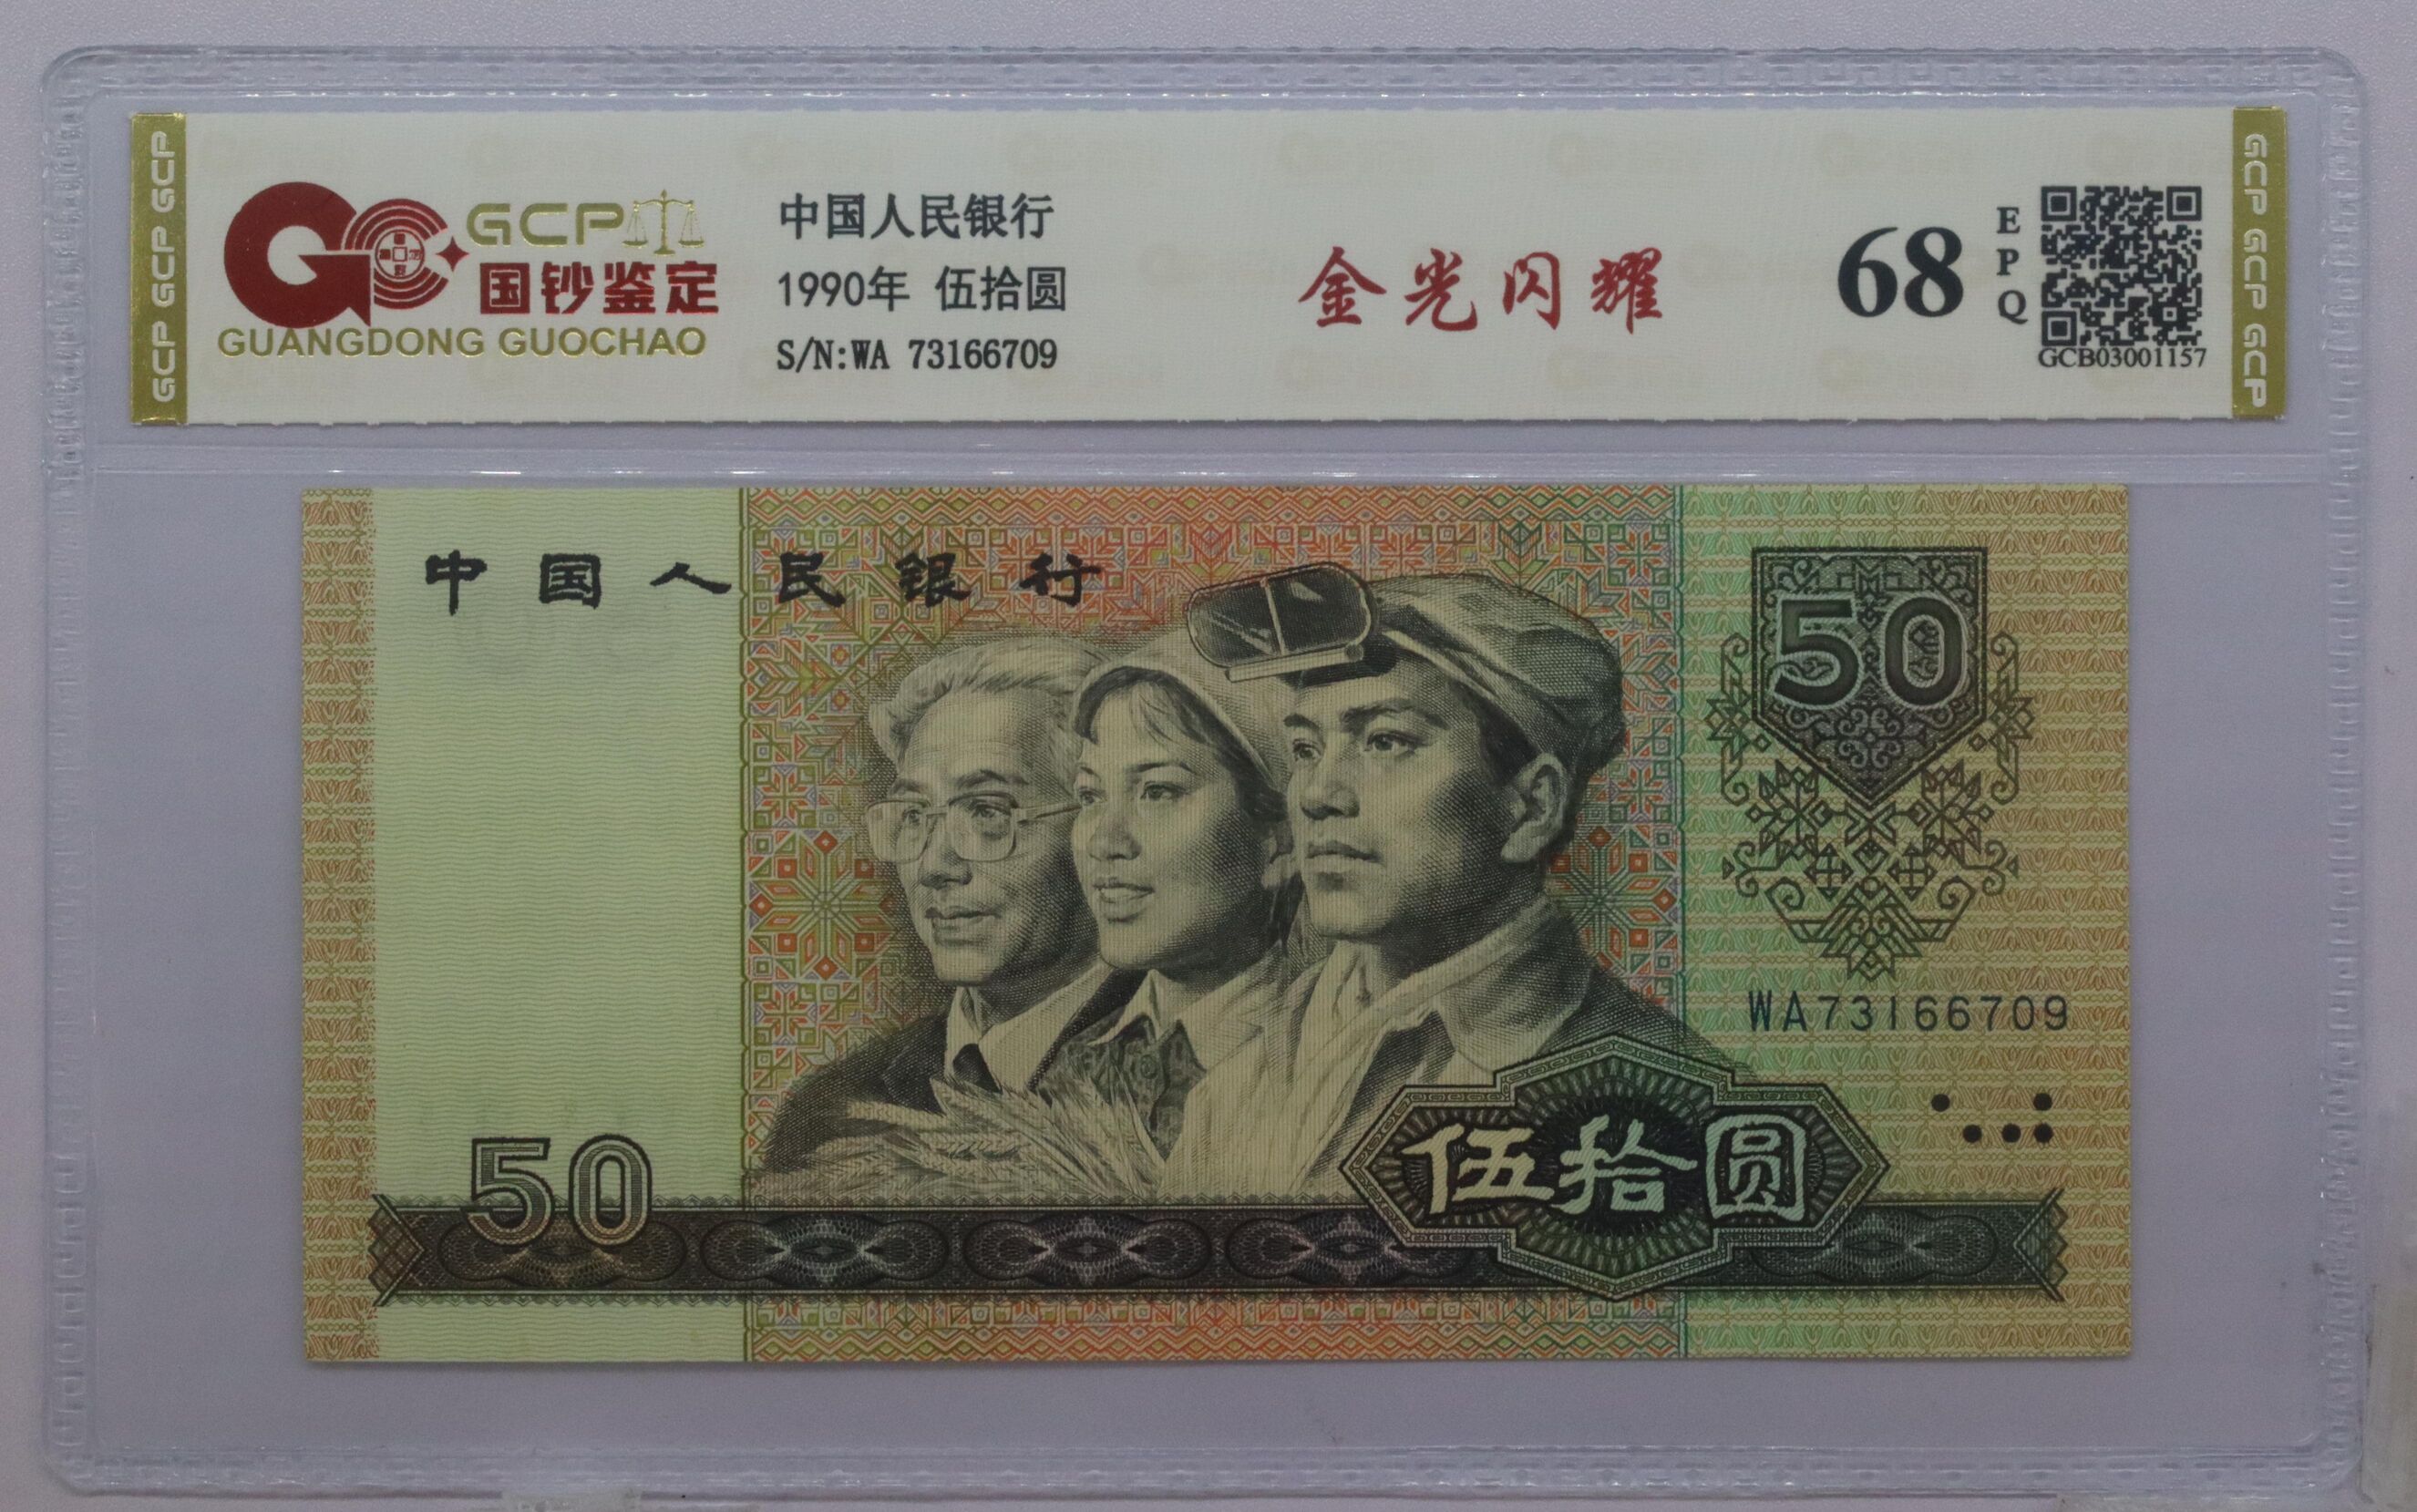 GCP GCP GCP
GCP
国钞鉴定
GUANGDONG GUOCHAO
中国人民银行
1990年 伍拾圆
S/N:WA 73166709
金光闪耀
68
EPQ
GCB03001157
GCP GCP GCP
中国人民银行
50
WA73166709
50
伍拾圆